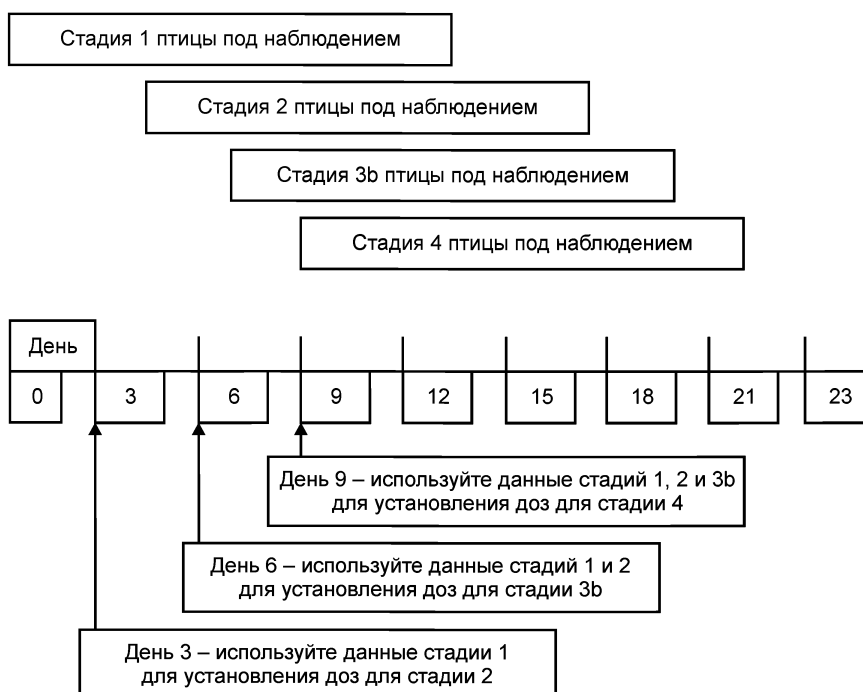 Стадия 1 птицы под наблюдением
Стадия 2 птицы под наблюдением
Стадия 3b птицы под наблюдением
Стадия 4 птицы под наблюдением
День
0 3 6 9 12 15 18 21 23
День 9 – используйте данные стадий 1, 2 и 3b
для установления доз для стадии 4
День 6 – используйте данные стадий 1 и 2
для установления доз для стадии 3b
День 3 – используйте данные стадии 1
для установления доз для стадии 2